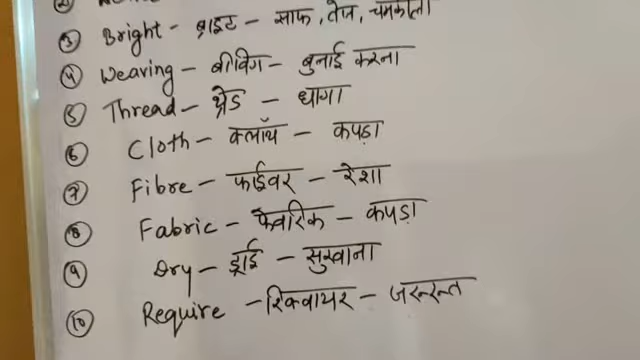 ③ Bright - ब्राइट - साफ, तेज, चमकीला
④ Weaving - वीविंग - बुनाई करना
⑤ Thread - थ्रेड - धागा
⑥ Cloth - क्लॉथ - कपड़ा
⑦ Fibre - फाईवर - रेशा
⑧ Fabric - फेवरिक - कपड़ा
⑨ Dry - ड्राई - सुखाना
⑩ Require - रिक्वायर - जरूरत